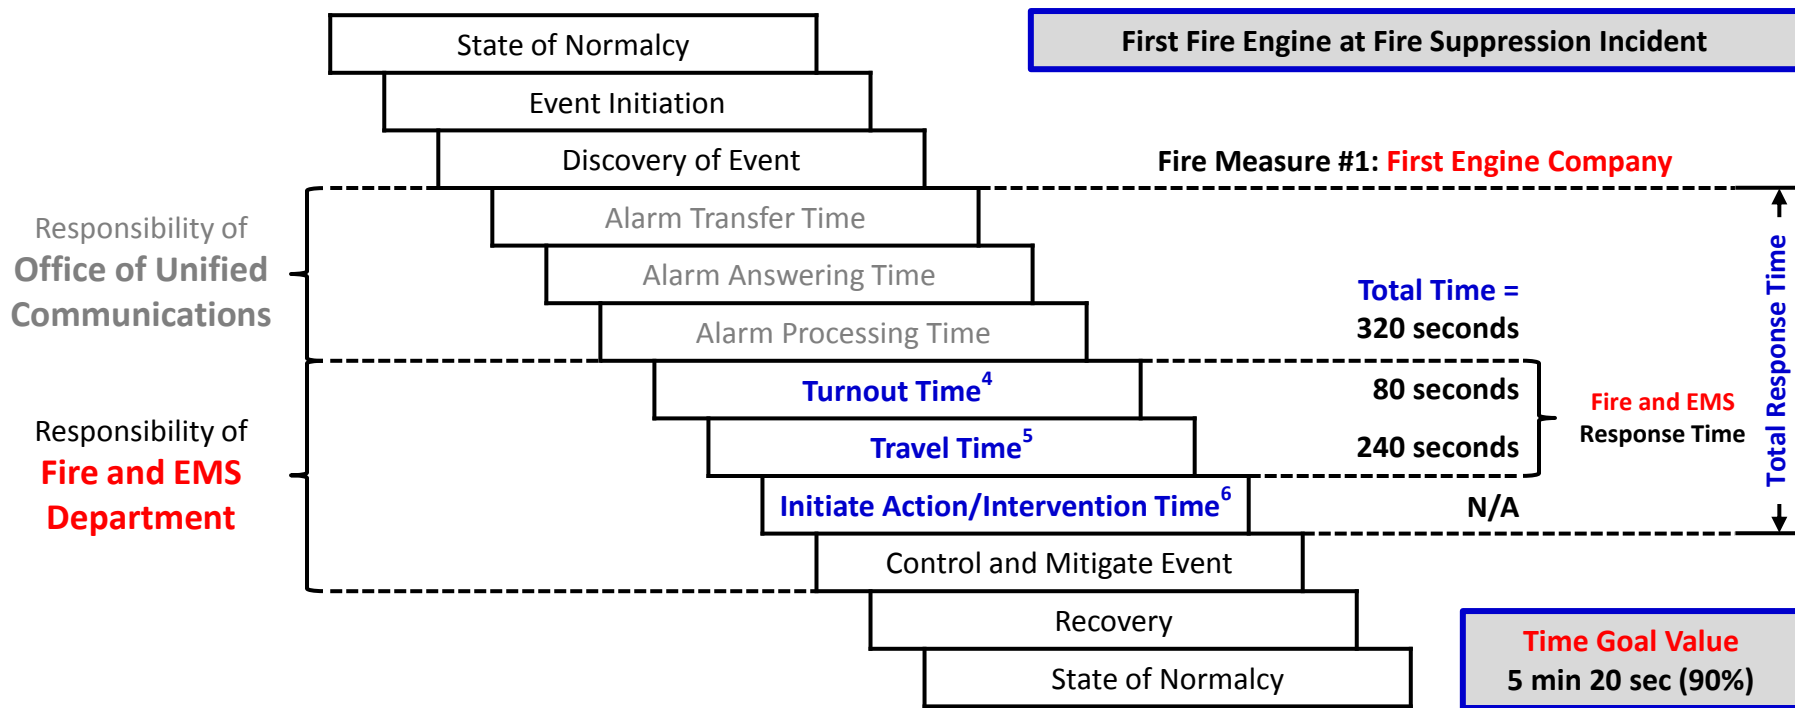 State of Normalcy
First Fire Engine at Fire Suppression Incident
Event Initiation
Discovery of Event
Fire Measure #1: First Engine Company
Responsibility of
Office of Unified
Communications
Alarm Transfer Time
Alarm Answering Time
Alarm Processing Time
Total Time =
320 seconds
Responsibility of
Fire and EMS
Department
Turnout Time⁴
80 seconds
Travel Time⁵
240 seconds
Initiate Action/Intervention Time⁶
N/A
Fire and EMS
Response Time
Total Response Time
Control and Mitigate Event
Recovery
State of Normalcy
Time Goal Value
5 min 20 sec (90%)